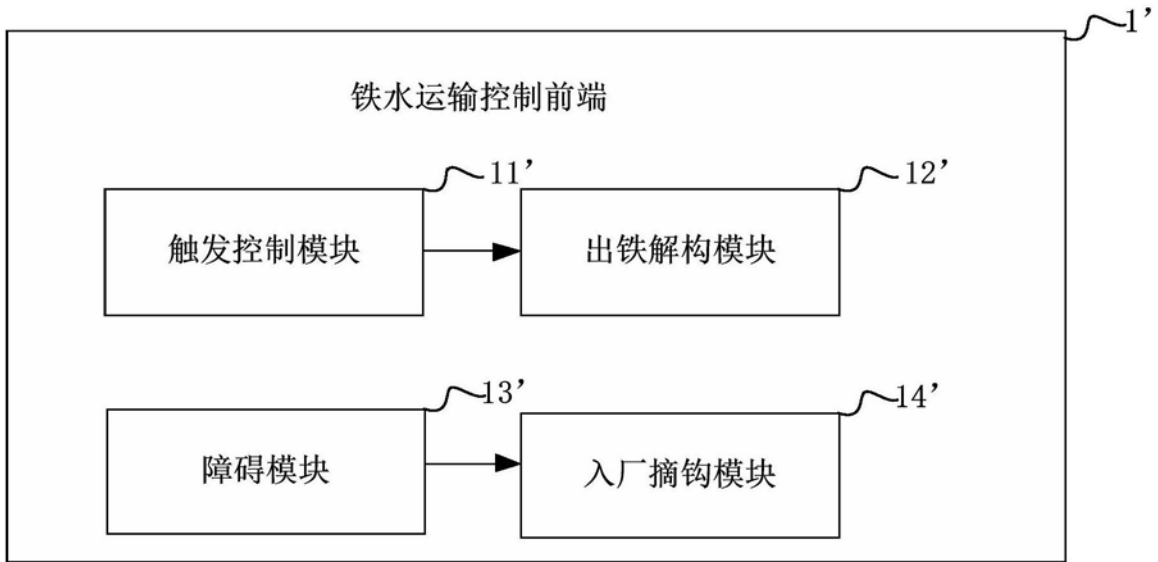 1’
铁水运输控制前端
11’
12’
触发控制模块
出铁解构模块
13’
14’
障碍模块
入厂摘钩模块